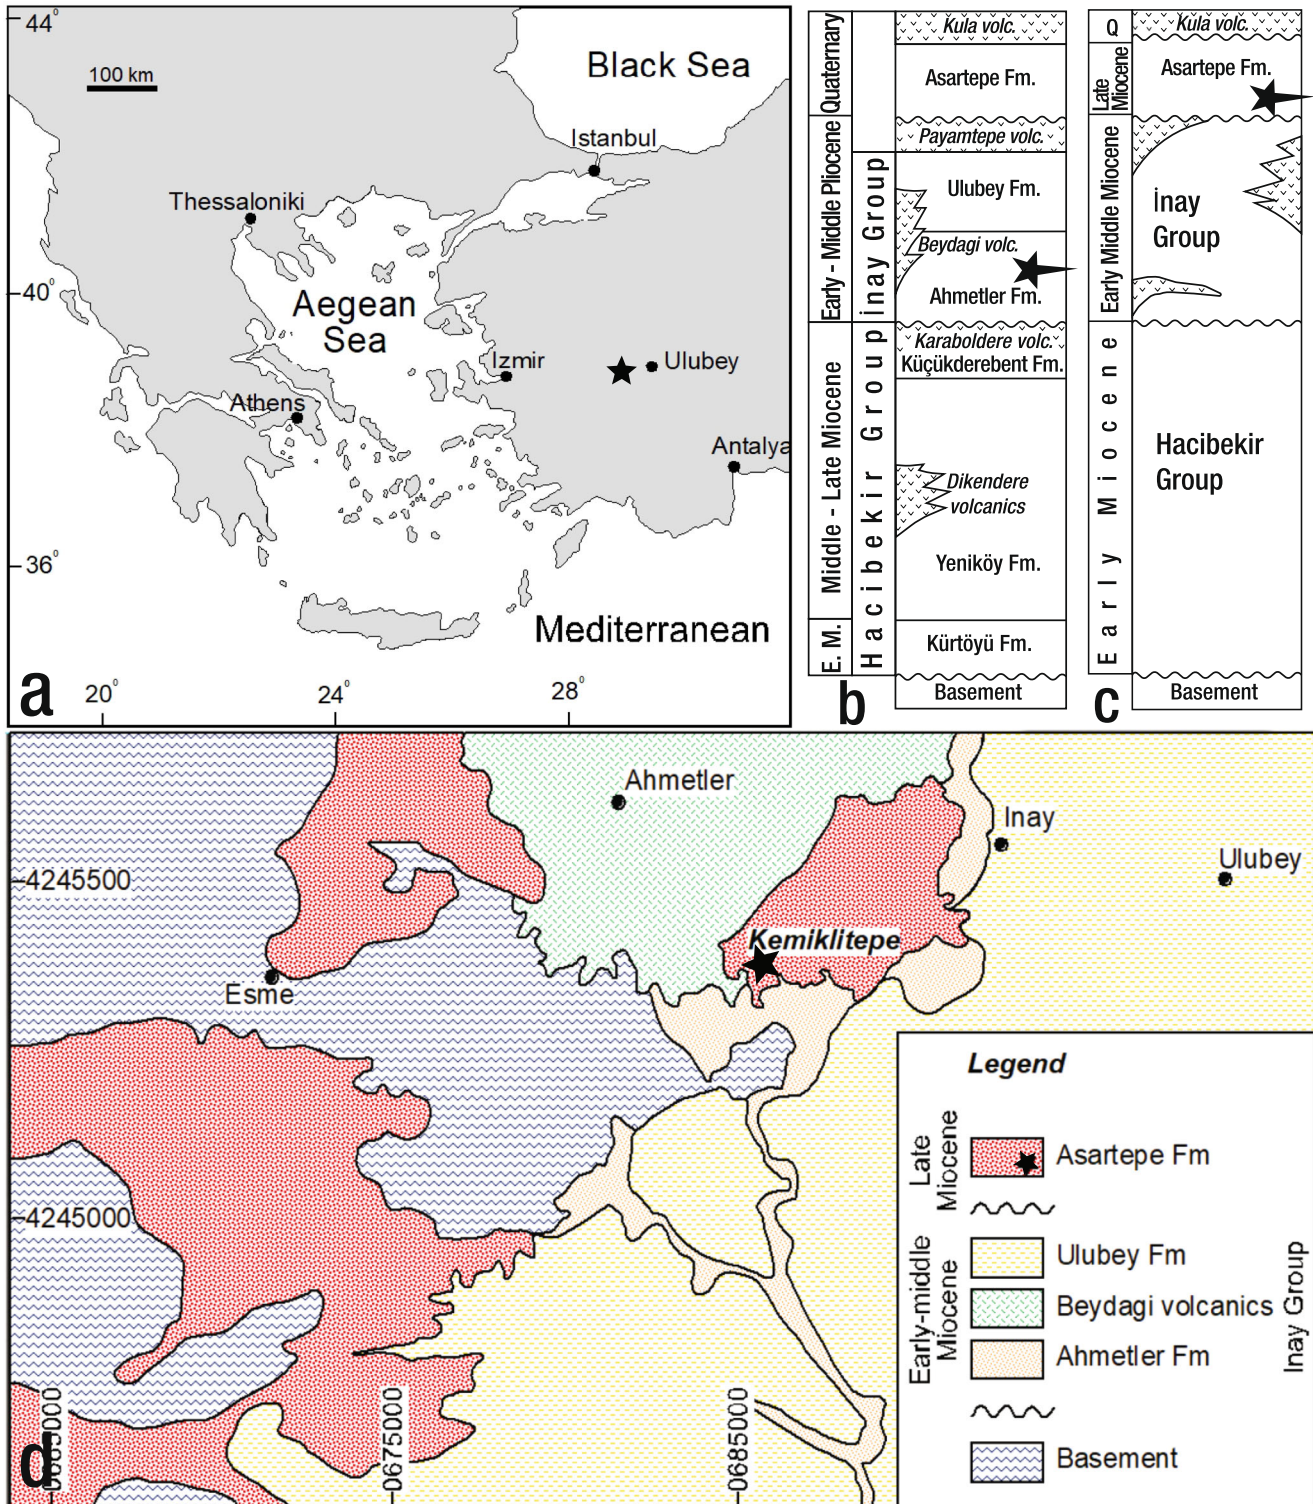 44°
100 km
Black Sea
Istanbul
Thessaloniki
40°
Aegean
Sea
Izmir
Ulubey
Athens
Antalya
36°
Mediterranean
a
20°
24°
28°
Quaternary
Kula volc.
Asartepe Fm.
Early - Middle Pliocene
Payamtepe volc.
İnay Group
Ulubey Fm.
Beydagi volc.
Ahmetler Fm.
Middle - Late Miocene
Hacibekir Group
Karaboldere volc.
Küçükderebent Fm.
Dikendere
volcanics
Yeniköy Fm.
E. M.
Kürtöyü Fm.
Basement
b
Q
Kula volc.
Late
Miocene
Asartepe Fm.
Early Middle Miocene
İnay
Group
Early Miocene
Hacibekir
Group
Basement
c
Ahmetler
Inay
Ulubey
4245500
Kemiklitepe
Esme
4245000
0665000
0675000
0685000
d
Legend
Late
Miocene
Asartepe Fm
Early-middle
Miocene
Ulubey Fm
Beydagi volcanics
Ahmetler Fm
Inay Group
Basement